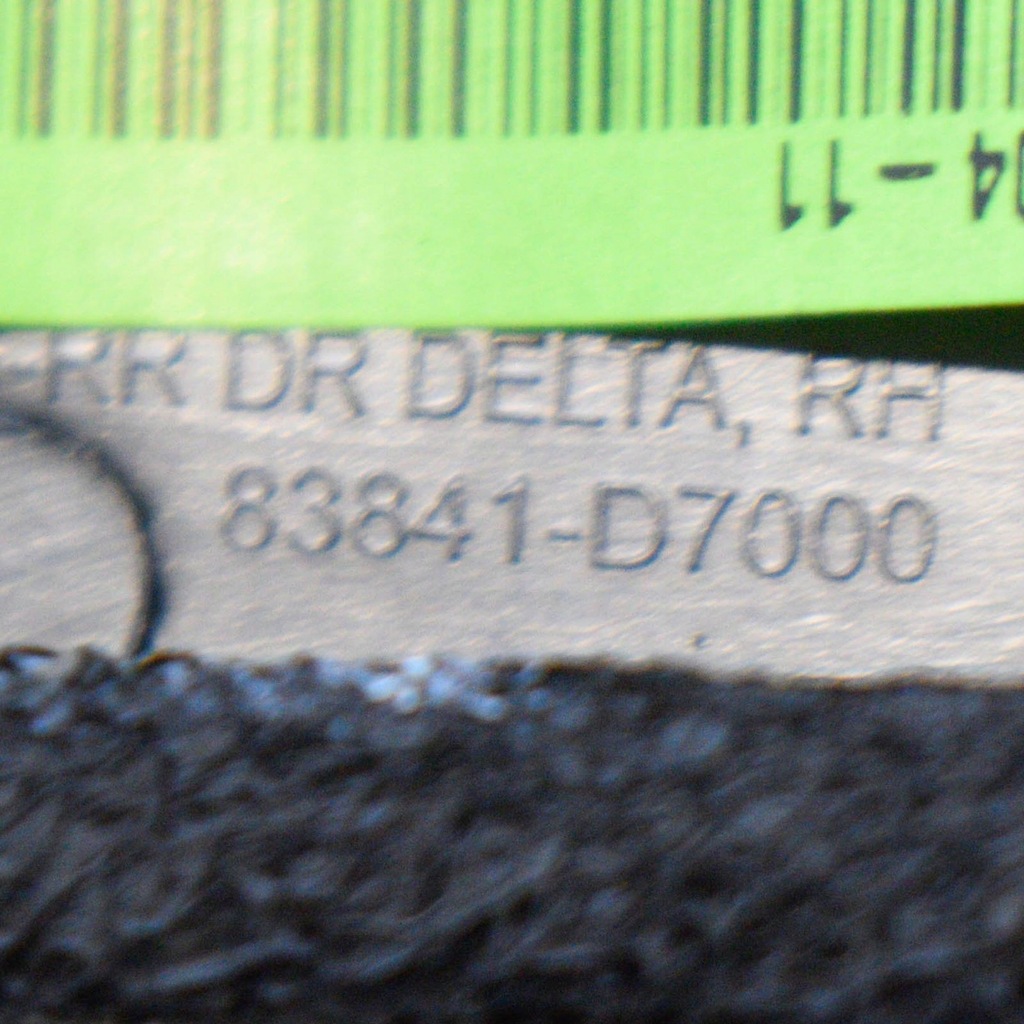 04-11
-RR DR DELTA, RH
83841-D7000